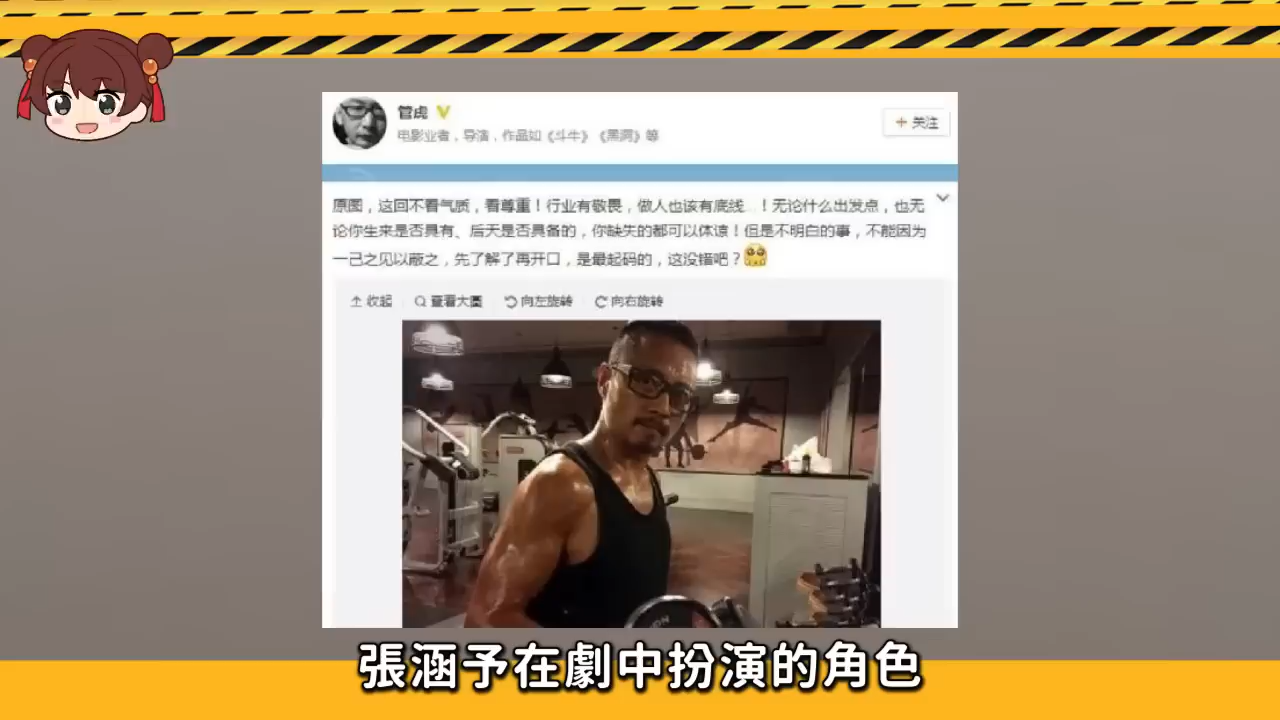 管虎
电影业者，导演，作品如《斗牛》《黑洞》等
+ 关注
原图，这回不看气质，看尊重！行业有敬畏，做人也该有底线...！无论什么出发点，也无
论你生来是否具有、后天是否具备的，你缺失的都可以体谅！但是不明白的事，不能因为
一己之见以蔽之，先了解了再开口，是最起码的，这没错吧？
收起 查看大图 向左旋转 向右旋转
張涵予在劇中扮演的角色